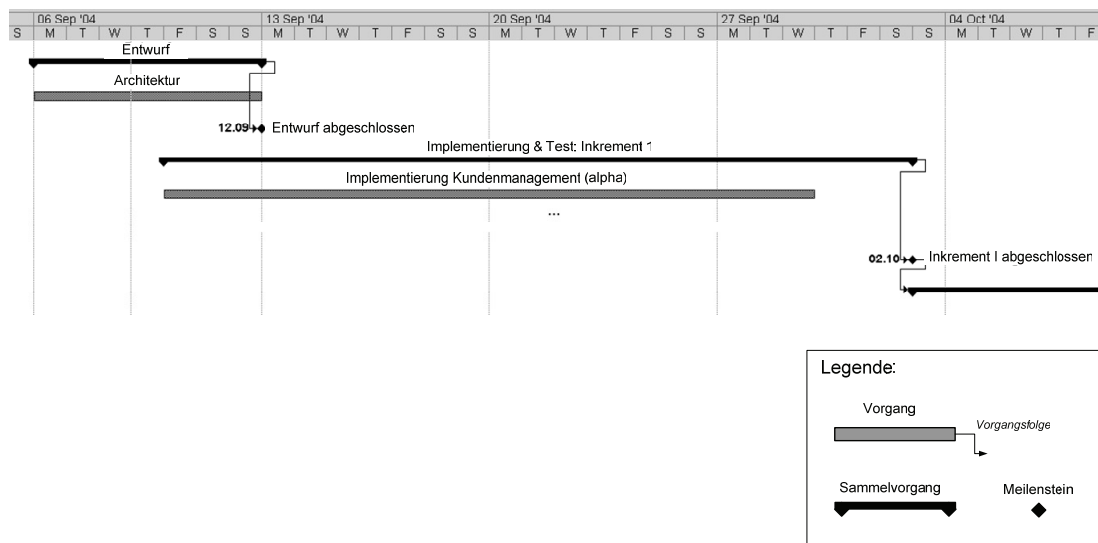 06 Sep '04 13 Sep '04 20 Sep '04 27 Sep '04 04 Oct '04
S M T W T F S S M T W T F S S M T W T F S S M T W T F S S M T W T F
Entwurf
Architektur
12.09 Entwurf abgeschlossen
Implementierung & Test: Inkrement 1
Implementierung Kundenmanagement (alpha)
...
02.10 Inkrement I abgeschlossen
Legende:
Vorgang
Vorgangsfolge
Sammelvorgang Meilenstein